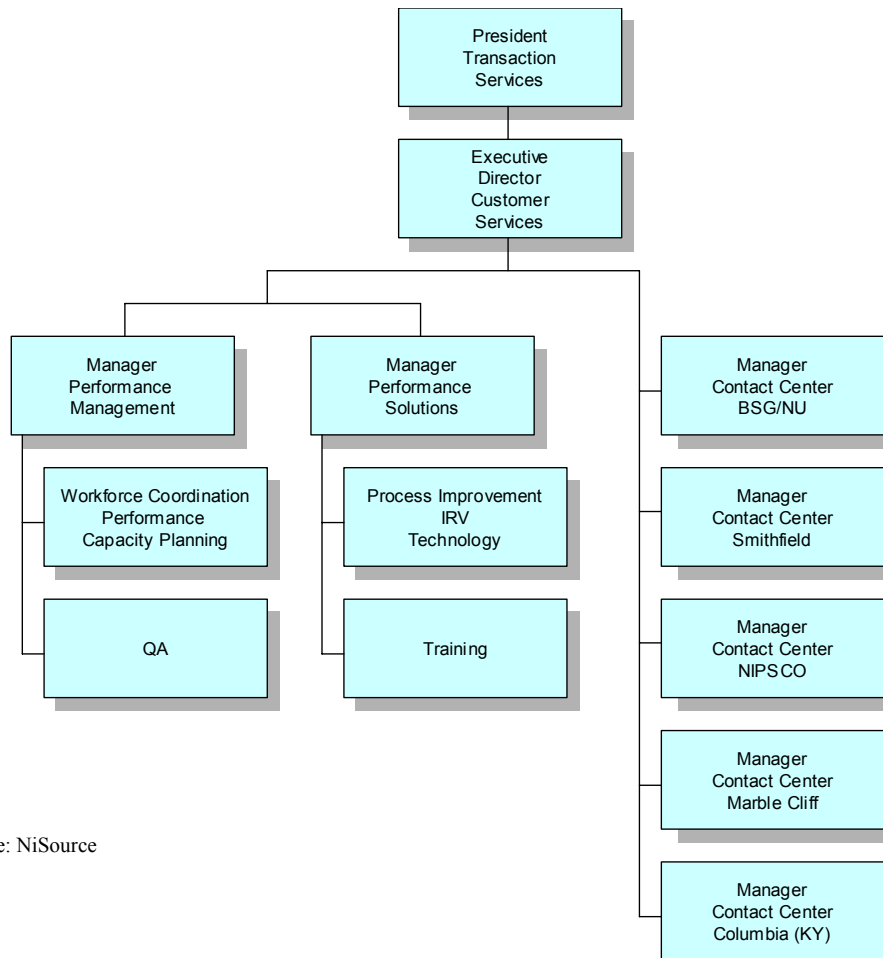 President
Transaction
Services
Executive
Director
Customer
Services
Manager
Performance
Management
Manager
Performance
Solutions
Manager
Contact Center
BSG/NU
Workforce Coordination
Performance
Capacity Planning
Process Improvement
IRV
Technology
Manager
Contact Center
Smithfield
QA
Training
Manager
Contact Center
NIPSCO
Manager
Contact Center
Marble Cliff
e: NiSource
Manager
Contact Center
Columbia (KY)